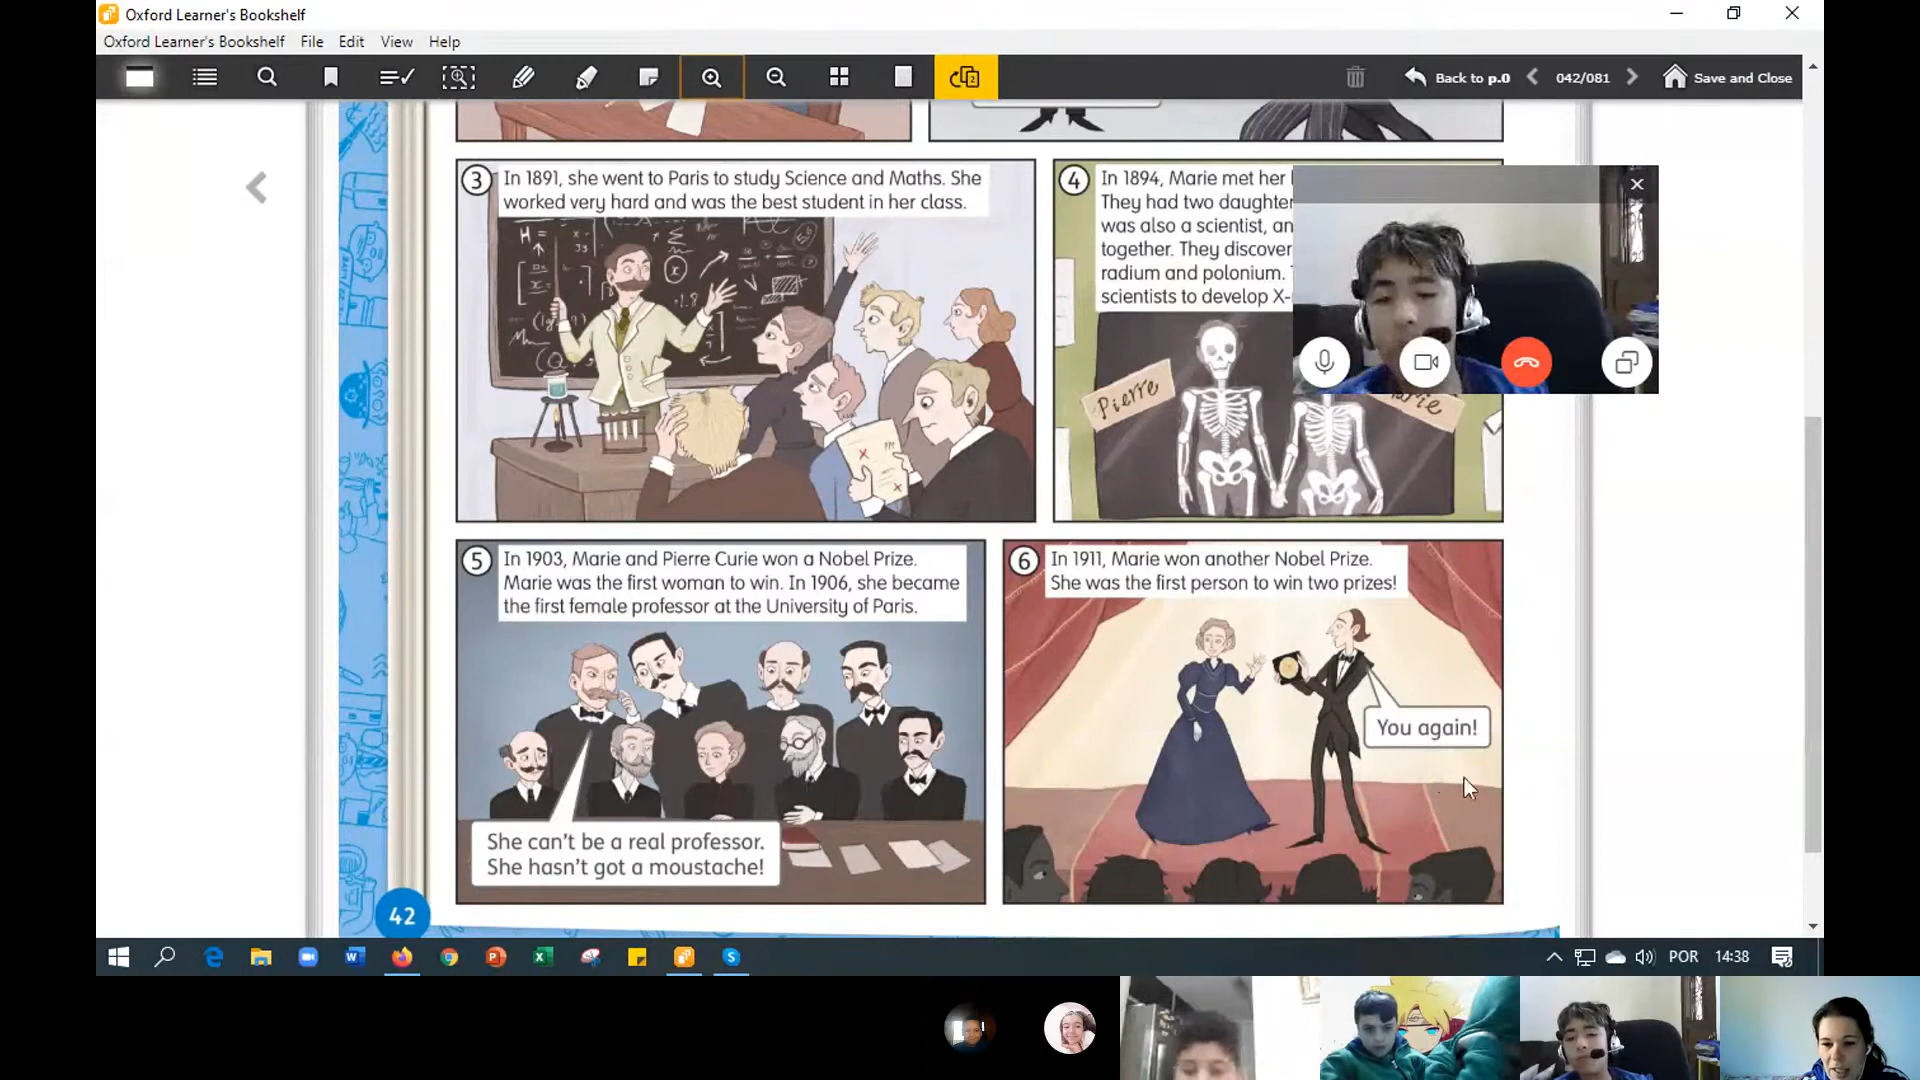 Oxford Learner's Bookshelf
Oxford Learner's Bookshelf File Edit View Help
Back to p.0 042/081 Save and Close
3 In 1891, she went to Paris to study Science and Maths. She
worked very hard and was the best student in her class.
4 In 1894, Marie met her
They had two daughter
was also a scientist, an
together. They discover
radium and polonium.
scientists to develop X-
Pierre
5 In 1903, Marie and Pierre Curie won a Nobel Prize.
Marie was the first woman to win. In 1906, she became
the first female professor at the University of Paris.
She can't be a real professor.
She hasn't got a moustache!
6 In 1911, Marie won another Nobel Prize.
She was the first person to win two prizes!
You again!
42
POR 14:38